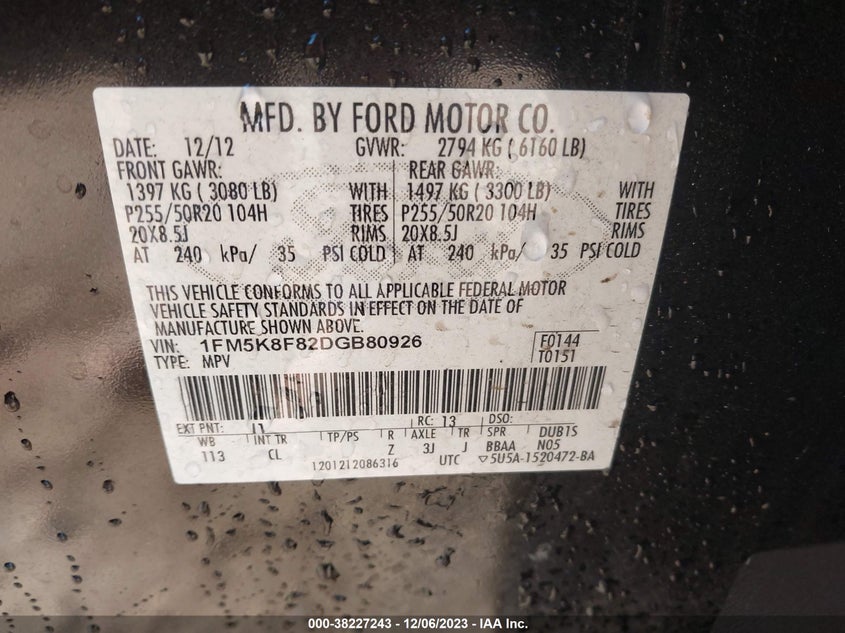 MFD. BY FORD MOTOR CO.
DATE: 12/12 GVWR: 2794 KG ( 6160 LB)
FRONT GAWR: REAR GAWR:
1397 KG ( 3080 LB) WITH 1497 KG ( 3300 LB) WITH
P255/50R20 104H TIRES P255/50R20 104H TIRES
20X8.5J RIMS 20X8.5J RIMS
AT 240 kPa/ 35 PSI COLD AT 240 kPa/ 35 PSI COLD
THIS VEHICLE CONFORMS TO ALL APPLICABLE FEDERAL MOTOR
VEHICLE SAFETY STANDARDS IN EFFECT ON THE DATE OF
MANUFACTURE SHOWN ABOVE.
VIN: 1FM5K8F82DGB80926 F0144
TYPE: MPV T0151
EXT PNT: RC: 13 DSO:
WB INT TR TP/PS R AXLE TR SPR DUB1S
113 CL Z 3J J BBAA N05
1201212086316 UTC ▽5U5A-1520472-BA
000-38227243 - 12/06/2023 - © IAA Inc.